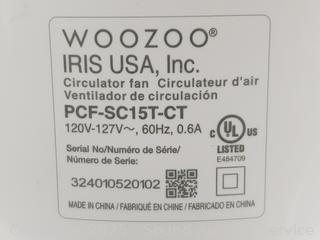 WOOZOO®
IRIS USA, Inc.
Circulator fan Circulateur d'air
Ventilador de circulación
PCF-SC15T-CT
120V-127V～, 60Hz, 0.6A
Serial No/Numéro de Série/
Número de Serie:
324010520102
c UL® US
LISTED
E484709
MADE IN CHINA / FABRIQUÉ EN CHINE / FABRICADO EN CHINA